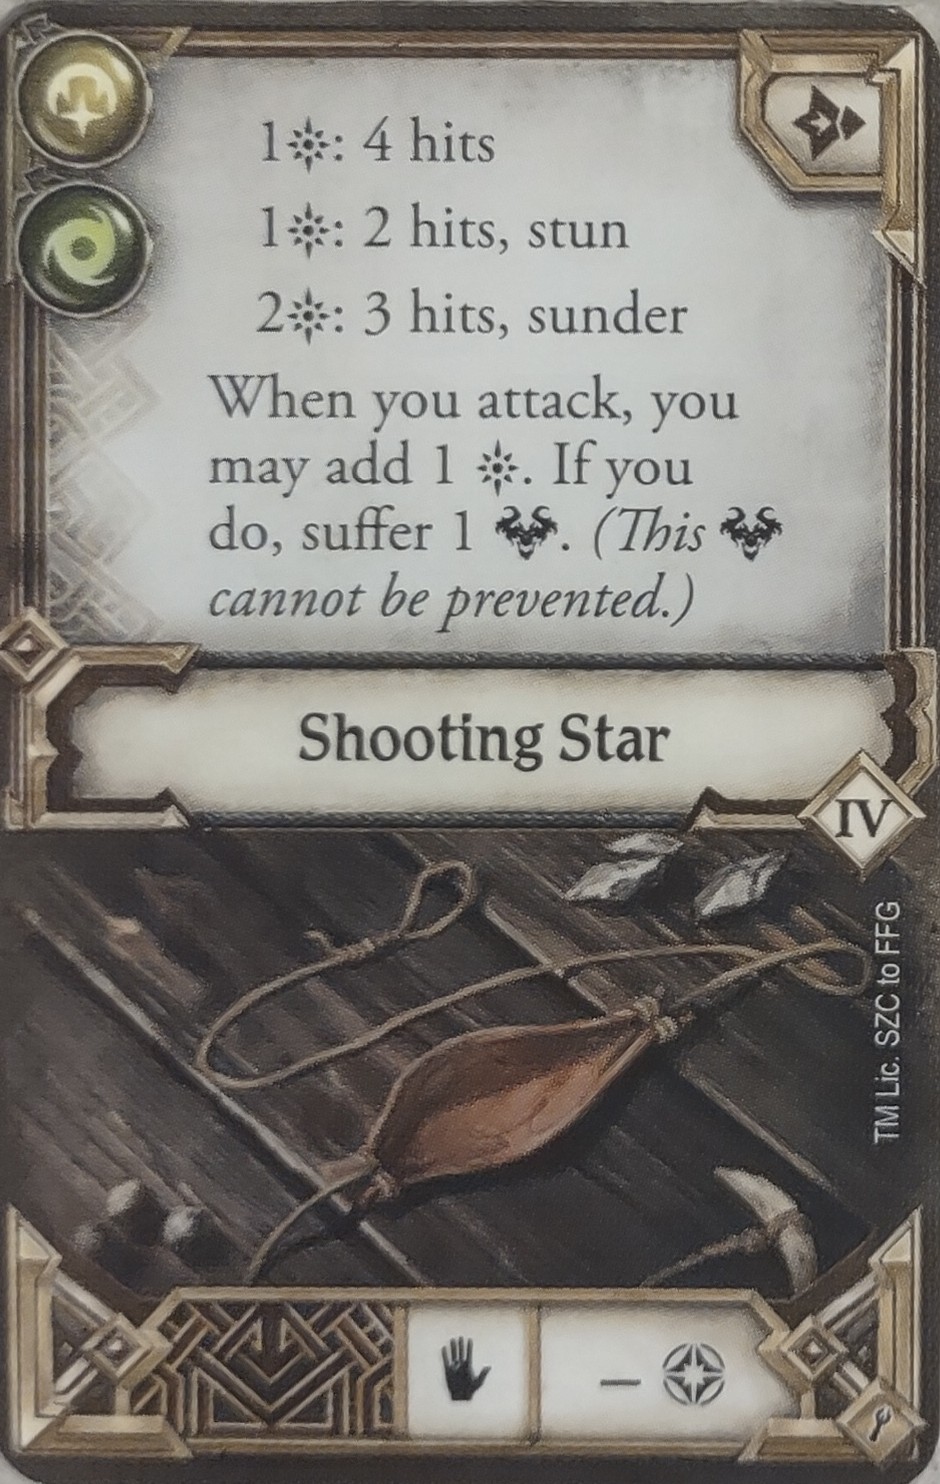 1 : 4 hits
1 : 2 hits, stun
2 : 3 hits, sunder
When you attack, you
may add 1 . If you
do, suffer 1 . (This
cannot be prevented.)
Shooting Star
IV
TM Lic. SZC to FFG
–